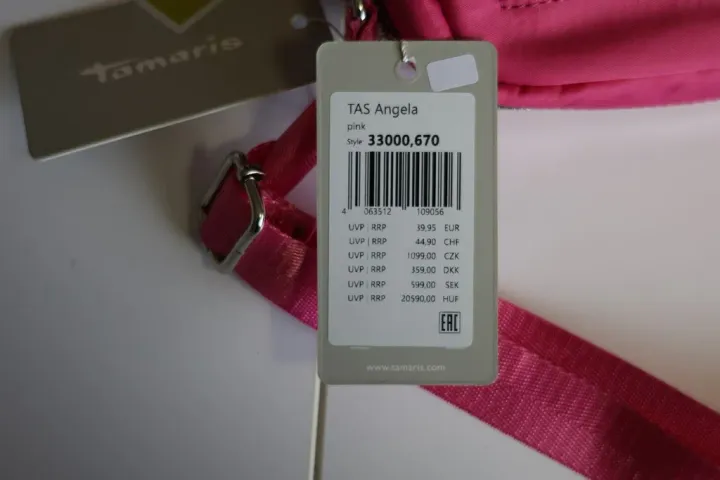 Tamaris
TAS Angela
pink
Style 33000,670
4 063512 109056
UVP | RRP 39,95 EUR
UVP | RRP 44,90 CHF
UVP | RRP 1099,00 CZK
UVP | RRP 359,00 DKK
UVP | RRP 599,00 SEK
UVP | RRP 20590,00 HUF
EAC
www.tamaris.com